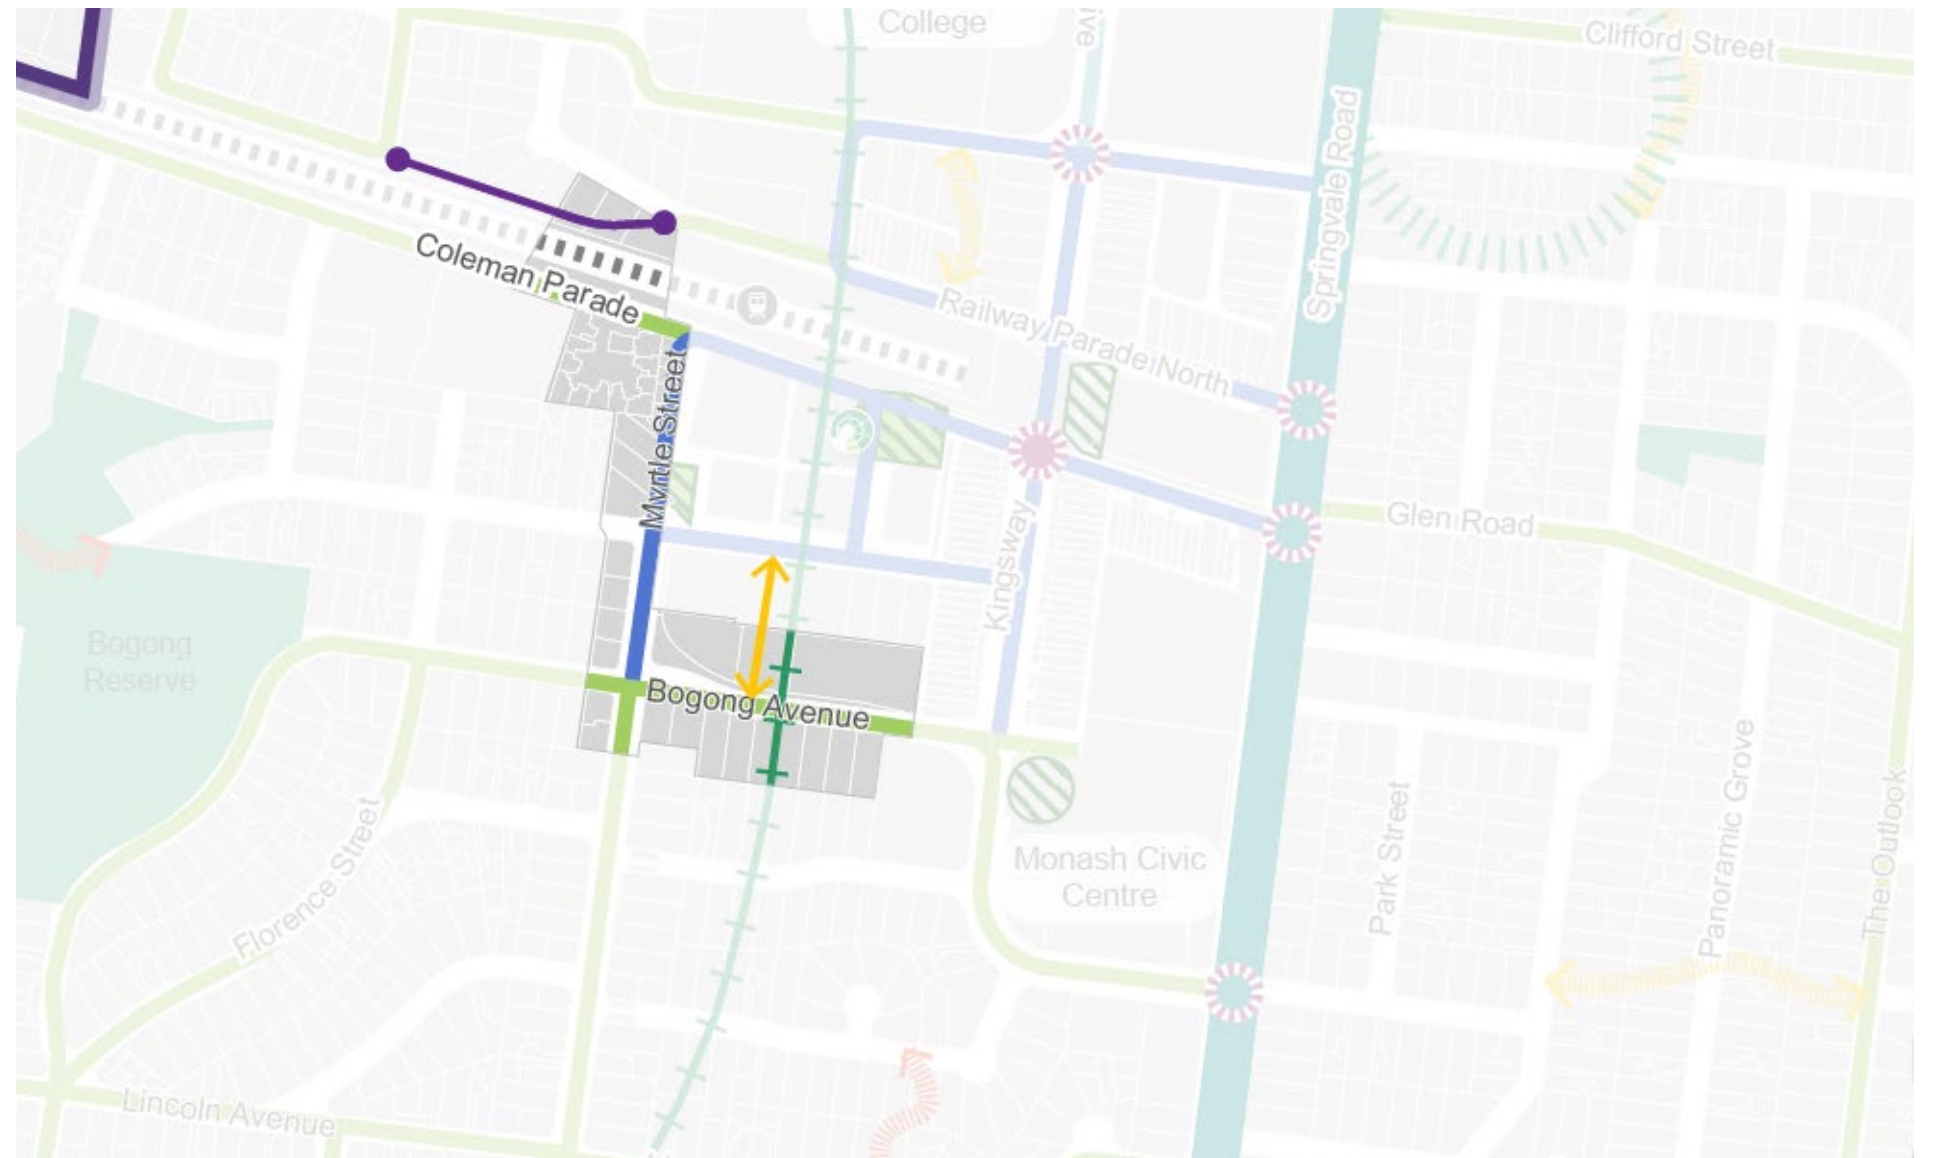 College
ive
Clifford Street
Springvale Road
Coleman Parade
Railway Parade North
Myrtle Street
Glen Road
Kingsway
Bogong
Reserve
Bogong Avenue
Monash Civic
Centre
Park Street
Panoramic Grove
The Outlook
Florence Street
Lincoln Avenue